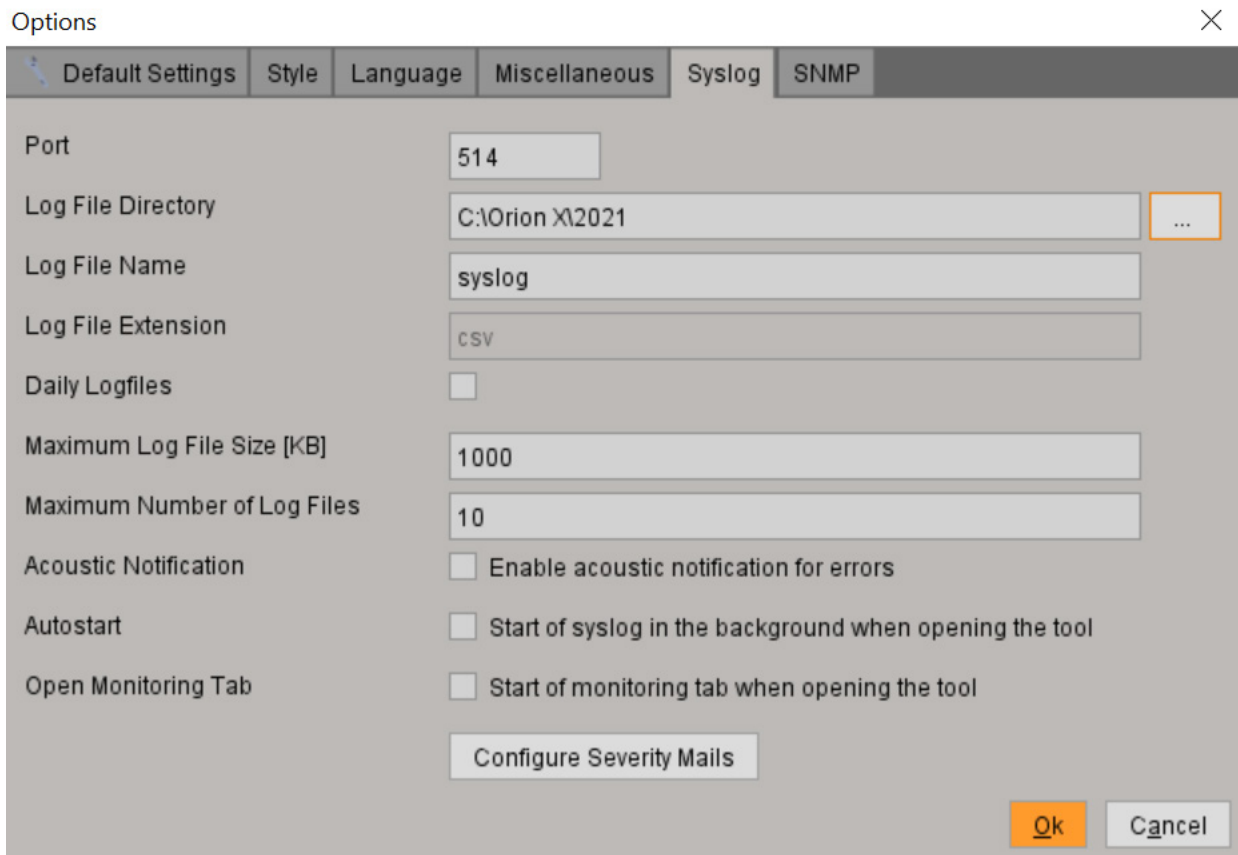 Options
Default Settings Style Language Miscellaneous Syslog SNMP
Port 514
Log File Directory C:\Orion X\2021 ...
Log File Name syslog
Log File Extension csv
Daily Logfiles
Maximum Log File Size [KB] 1000
Maximum Number of Log Files 10
Acoustic Notification Enable acoustic notification for errors
Autostart Start of syslog in the background when opening the tool
Open Monitoring Tab Start of monitoring tab when opening the tool
Configure Severity Mails
Ok Cancel